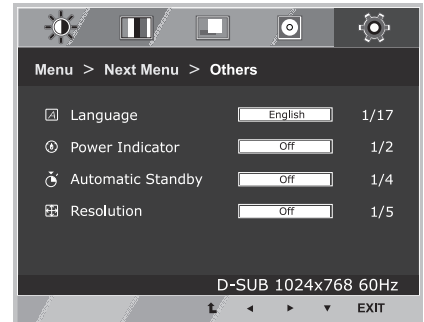 Menu > Next Menu > Others
Language English 1/17
Power Indicator Off 1/2
Automatic Standby Off 1/4
Resolution Off 1/5
D-SUB 1024x768 60Hz
EXIT